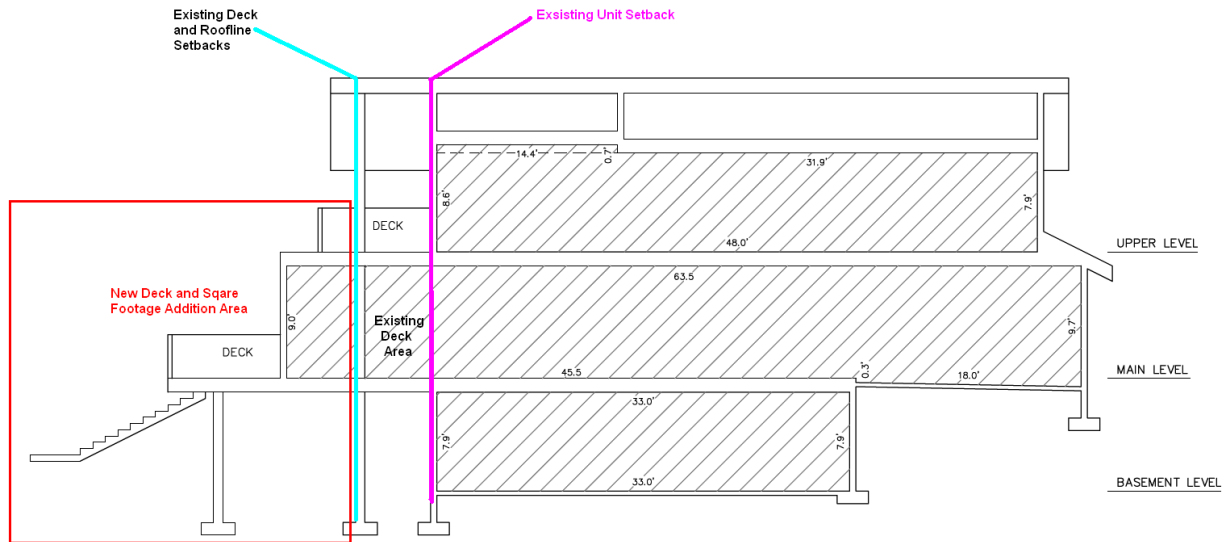 Existing Deck
and Roofline
Setbacks
Exsisting Unit Setback
14.4'
0.7'
31.9'
8.6'
7.9'
DECK
48.0'
UPPER LEVEL
63.5
New Deck and Sqare
Footage Addition Area
9.0'
Existing
Deck
Area
9.7'
DECK
45.5
0.3'
18.0'
MAIN LEVEL
33.0'
7.9'
7.9'
33.0'
BASEMENT LEVEL